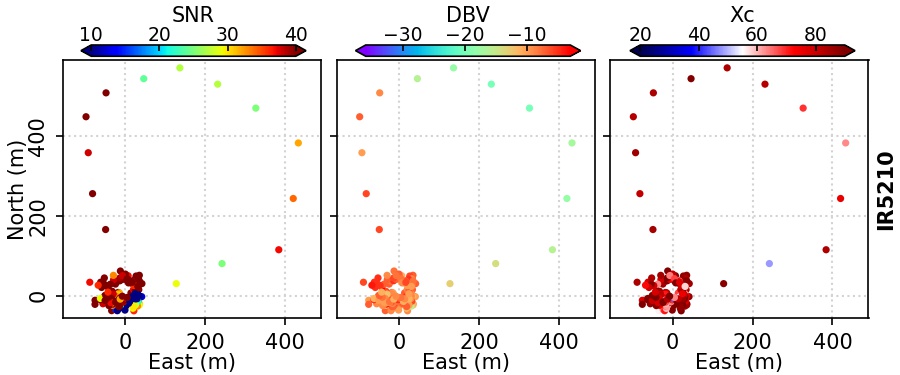 SNR DBV Xc
10 20 30 40 −30 −20 −10 20 40 60 80
North (m)
400
200
0
IR5210
0 200 400 0 200 400 0 200 400
East (m) East (m) East (m)